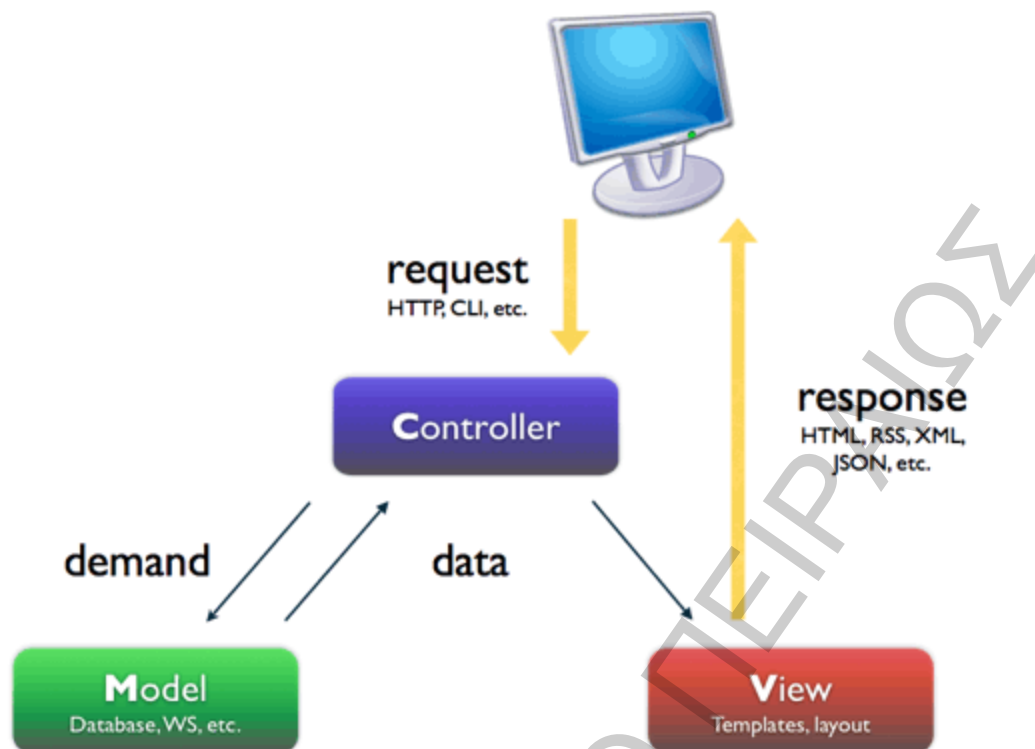 request
HTTP, CLI, etc.
Controller
response
HTML, RSS, XML,
JSON, etc.
demand
data
Model
Database, WS, etc.
View
Templates, layout
ΠΕΙΡΑΙΩΣ